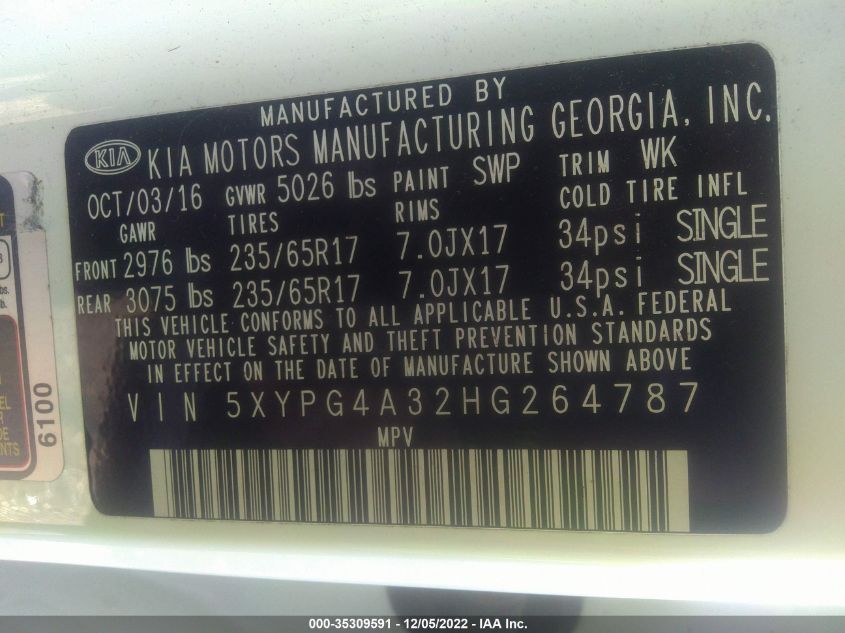 MANUFACTURED BY
KIA KIA MOTORS MANUFACTURING GEORGIA, INC.
OCT/03/16 GVWR 5026 lbs PAINT SWP TRIM WK
GAWR TIRES RIMS COLD TIRE INFL
FRONT 2976 lbs 235/65R17 7.0JX17 34psi SINGLE
REAR 3075 lbs 235/65R17 7.0JX17 34psi SINGLE
THIS VEHICLE CONFORMS TO ALL APPLICABLE U.S.A. FEDERAL
MOTOR VEHICLE SAFETY AND THEFT PREVENTION STANDARDS
IN EFFECT ON THE DATE OF MANUFACTURE SHOWN ABOVE
VIN 5XYPG4A32HG264787
MPV
6100
000-35309591 - 12/05/2022 - IAA Inc.